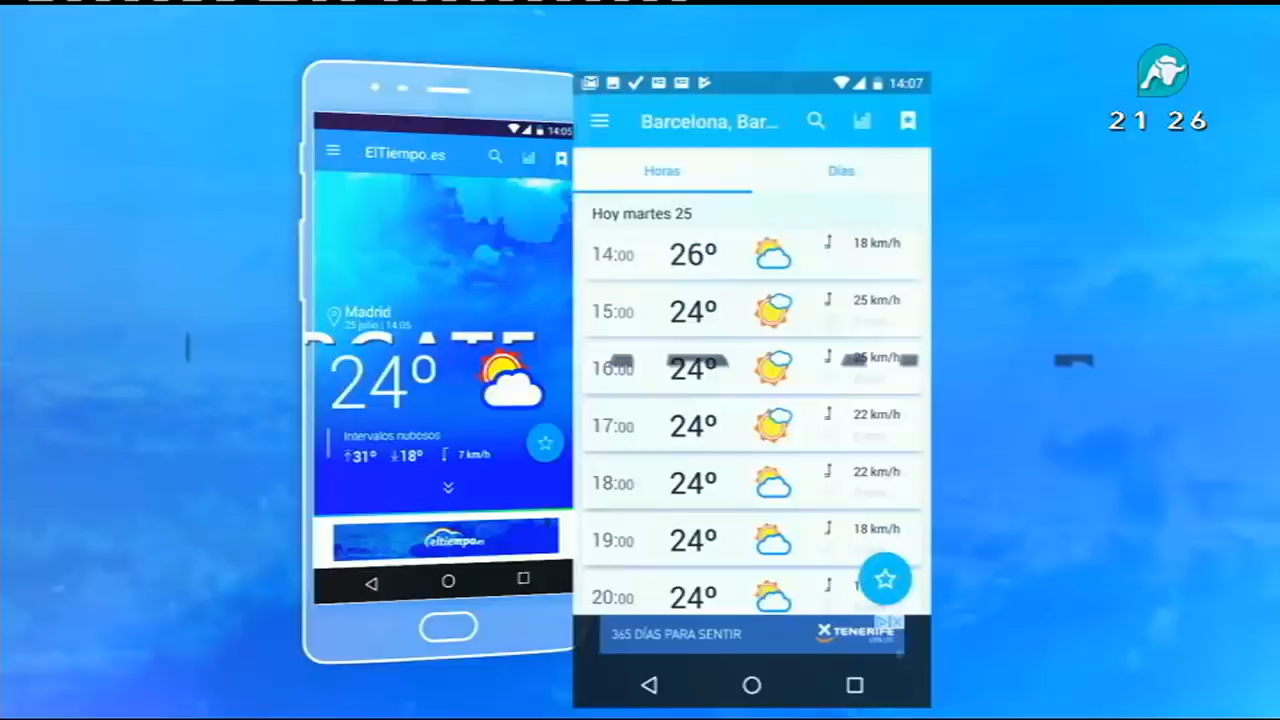 21 26
14:05
ElTiempo.es
Madrid
25 julio | 14:05
24º
Intervalos nubosos
31º 18º 7 km/h
eltiempo.es
14:07
Barcelona, Bar...
Horas Días
Hoy martes 25
14:00 26º 18 km/h
15:00 24º 25 km/h
16:00 24º 25 km/h
17:00 24º 22 km/h
18:00 24º 22 km/h
19:00 24º 18 km/h
20:00 24º
365 DÍAS PARA SENTIR
TENERIFE